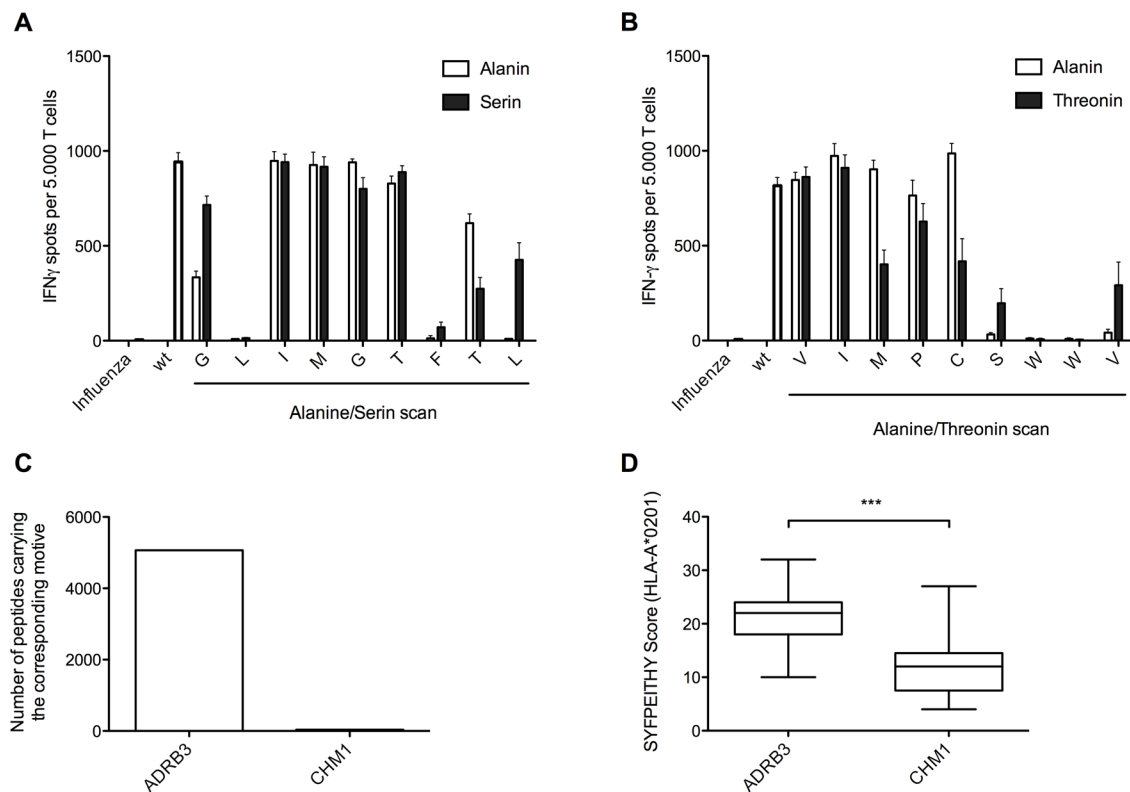 A
IFNγ spots per 5.000 T cells
1500
1000
500
0
Alanin
Serin
Influenza
wt
G
L
I
M
G
T
F
T
L
Alanine/Serin scan
B
IFN-γ spots per 5.000 T cells
1500
1000
500
0
Alanin
Threonin
Influenza
wt
V
I
M
P
C
S
W
W
V
Alanine/Threonin scan
C
Number of peptides carrying
the corresponding motive
6000
4000
2000
0
ADRB3
CHM1
D
SYFPEITHY Score (HLA-A*0201)
40
30
20
10
0
***
ADRB3
CHM1